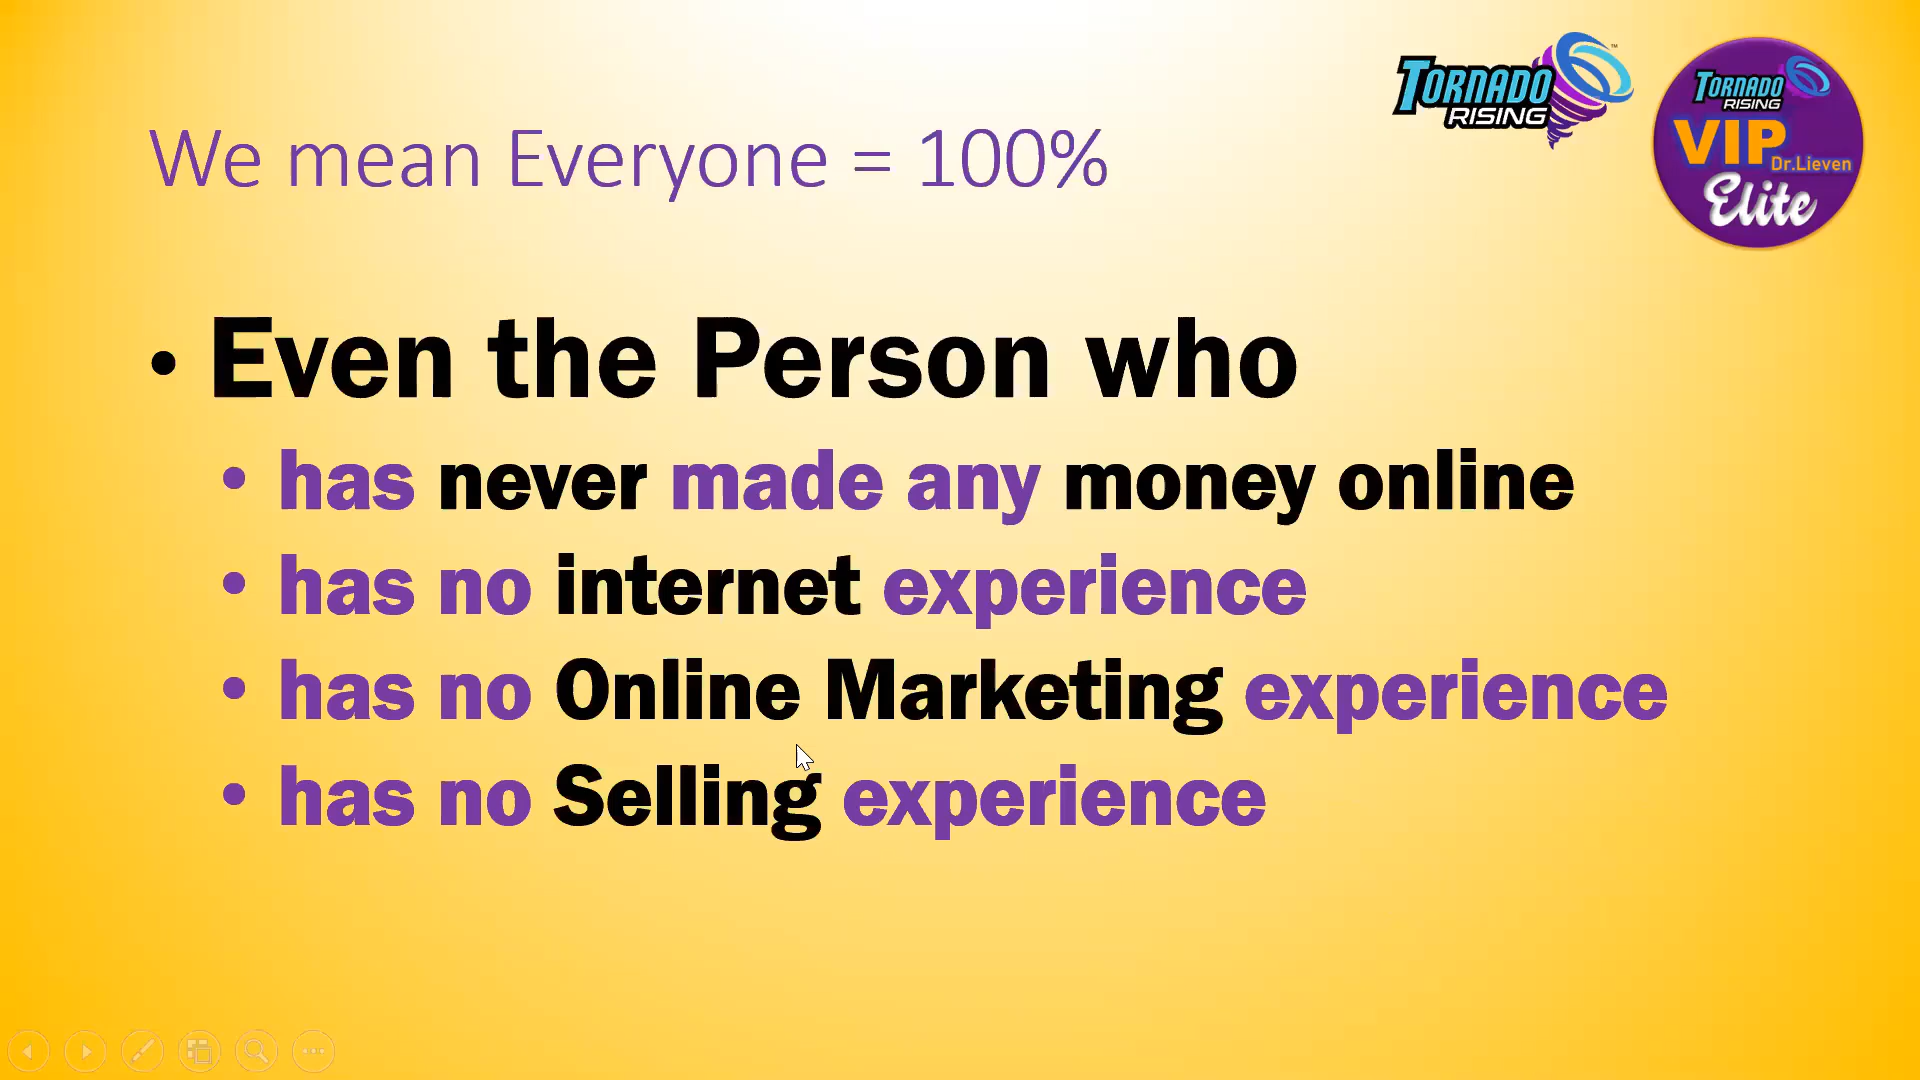 TORNADO
RISING
™
TORNADO
RISING
VIP
Dr.Lieven
Elite
We mean Everyone = 100%
• Even the Person who
• has never made any money online
• has no internet experience
• has no Online Marketing experience
• has no Selling experience